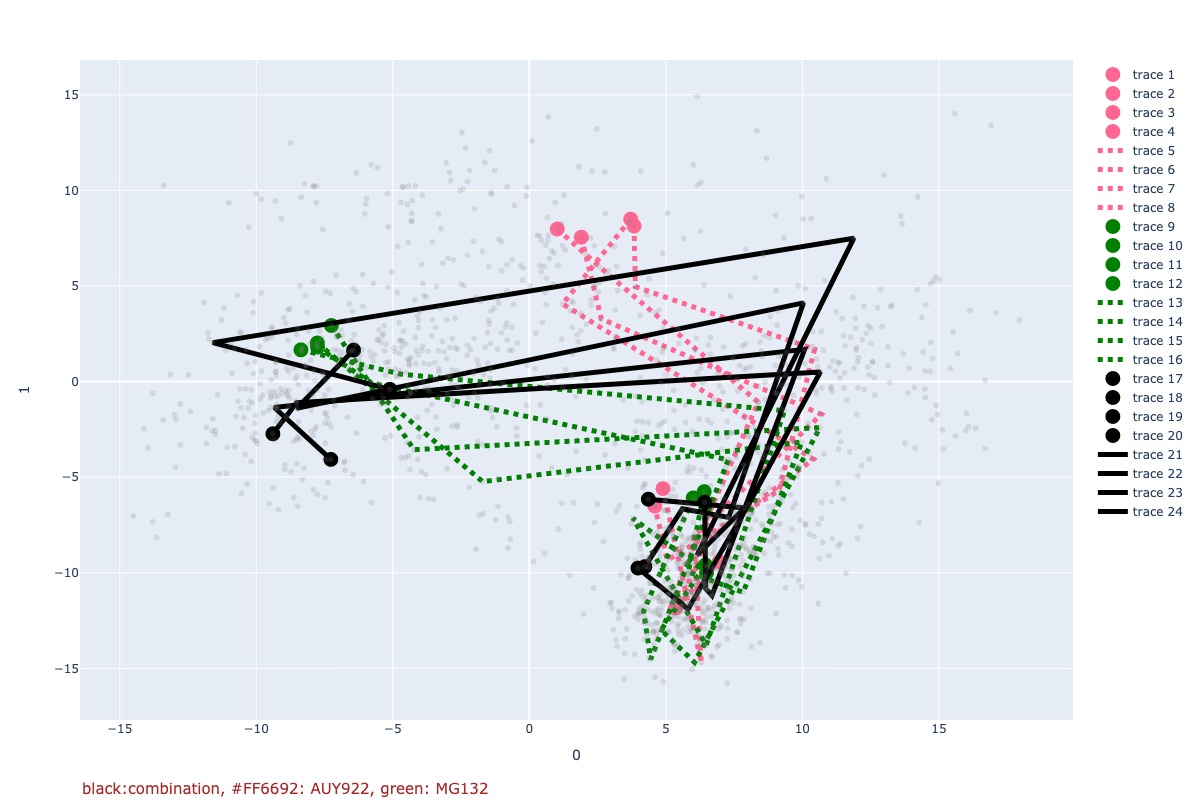 15
10
5
0
−5
−10
−15
1
−15
−10
−5
0
5
10
15
0
trace 1
trace 2
trace 3
trace 4
trace 5
trace 6
trace 7
trace 8
trace 9
trace 10
trace 11
trace 12
trace 13
trace 14
trace 15
trace 16
trace 17
trace 18
trace 19
trace 20
trace 21
trace 22
trace 23
trace 24
black:combination, #FF6692: AUY922, green: MG132